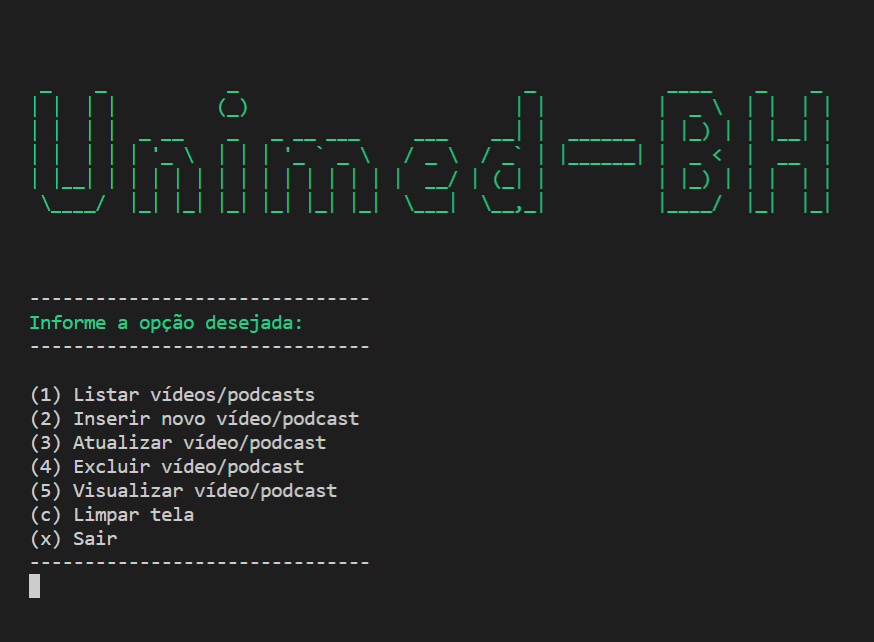 Unimed-BH
-------------------------------
Informe a opção desejada:
-------------------------------
(1) Listar vídeos/podcasts
(2) Inserir novo vídeo/podcast
(3) Atualizar vídeo/podcast
(4) Excluir vídeo/podcast
(5) Visualizar vídeo/podcast
(c) Limpar tela
(x) Sair
-------------------------------